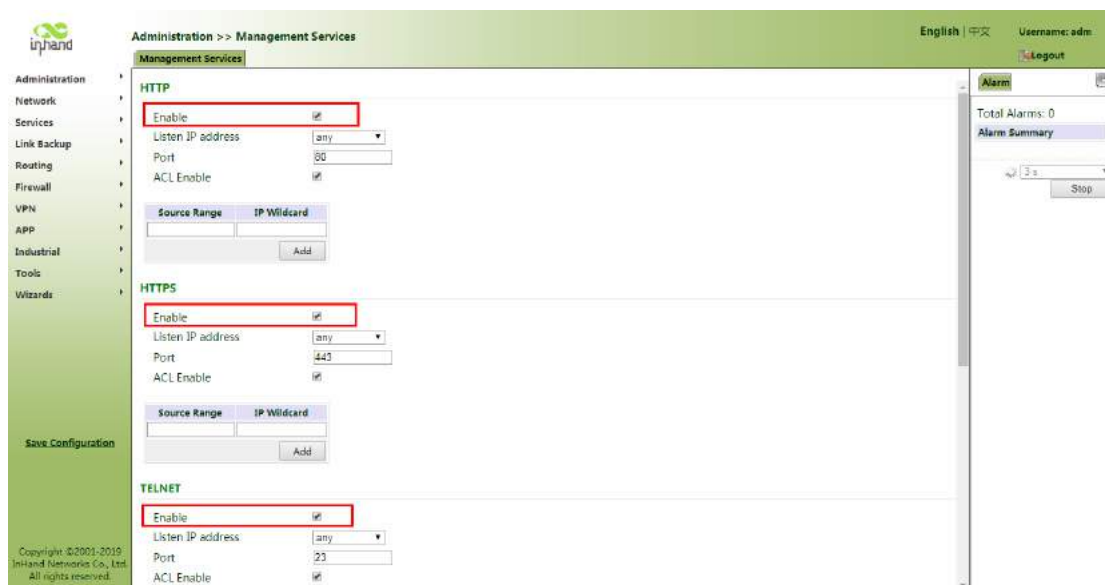 inhand
Administration >> Management Services
English | 中文
Username: adm
Logout
Management Services
Administration
Network
Services
Link Backup
Routing
Firewall
VPN
APP
Industrial
Tools
Wizards
Save Configuration
Copyright ©2001-2019
InHand Networks Co., Ltd.
All rights reserved.
HTTP
Enable
Listen IP address any
Port 80
ACL Enable
Source Range IP Wildcard
Add
HTTPS
Enable
Listen IP address any
Port 443
ACL Enable
Source Range IP Wildcard
Add
TELNET
Enable
Listen IP address any
Port 23
ACL Enable
Alarm
Total Alarms: 0
Alarm Summary
3 s
Stop